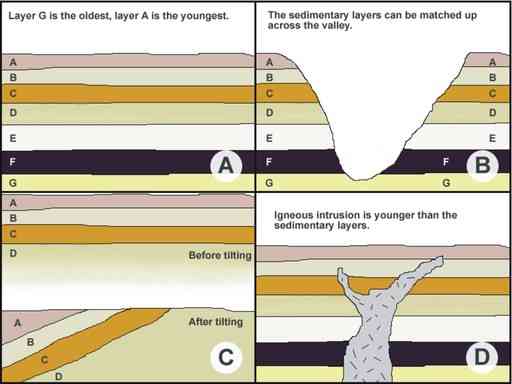 Layer G is the oldest, layer A is the youngest.
A
B
C
D
E
F
G
A
The sedimentary layers can be matched up
across the valley.
A A
B B
C C
D D
E E
F F
G G
B
A
B
C
D
Before tilting
After tilting
A
B
C
D
C
Igneous intrusion is younger than the
sedimentary layers.
D